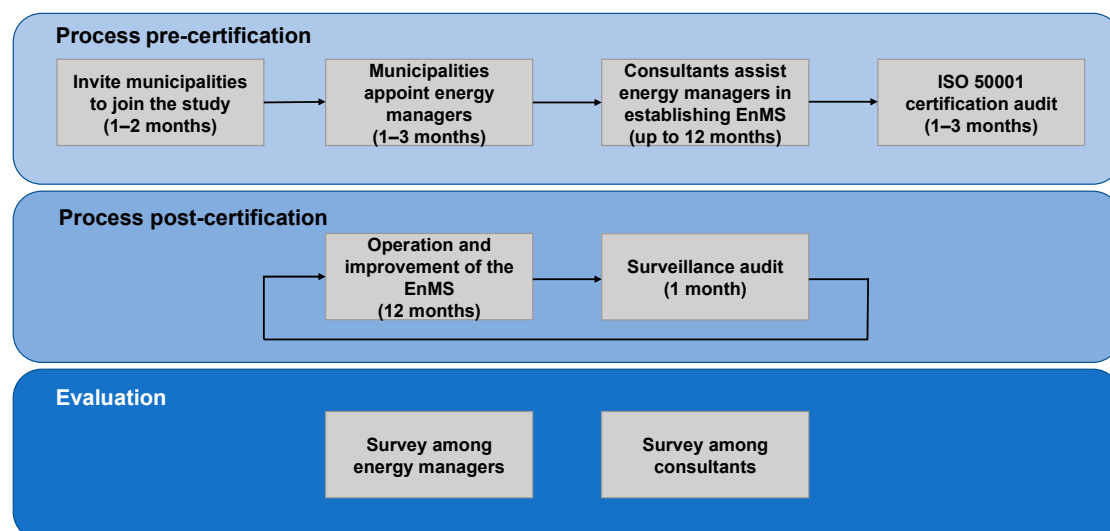 Process pre-certification
Invite municipalities
to join the study
(1–2 months)
Municipalities
appoint energy
managers
(1–3 months)
Consultants assist
energy managers in
establishing EnMS
(up to 12 months)
ISO 50001
certification audit
(1–3 months)
Process post-certification
Operation and
improvement of the
EnMS
(12 months)
Surveillance audit
(1 month)
Evaluation
Survey among
energy managers
Survey among
consultants